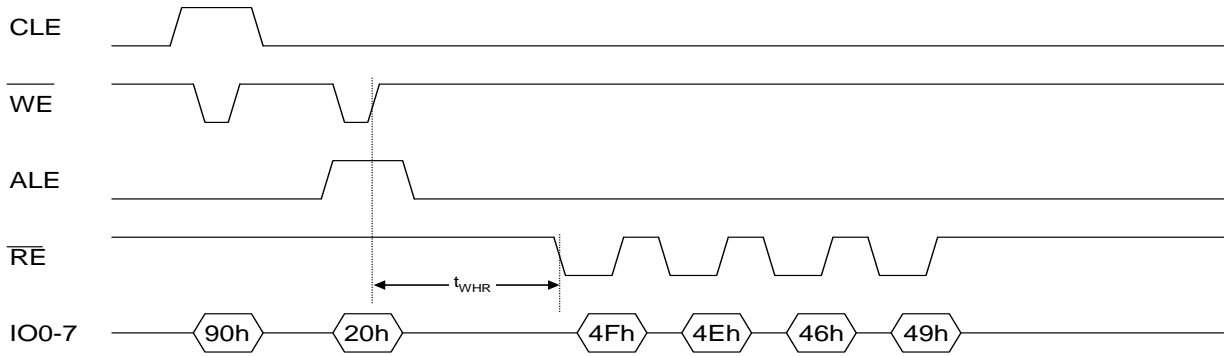 CLE
WE
ALE
RE
tWHR
IO0-7 90h 20h 4Fh 4Eh 46h 49h